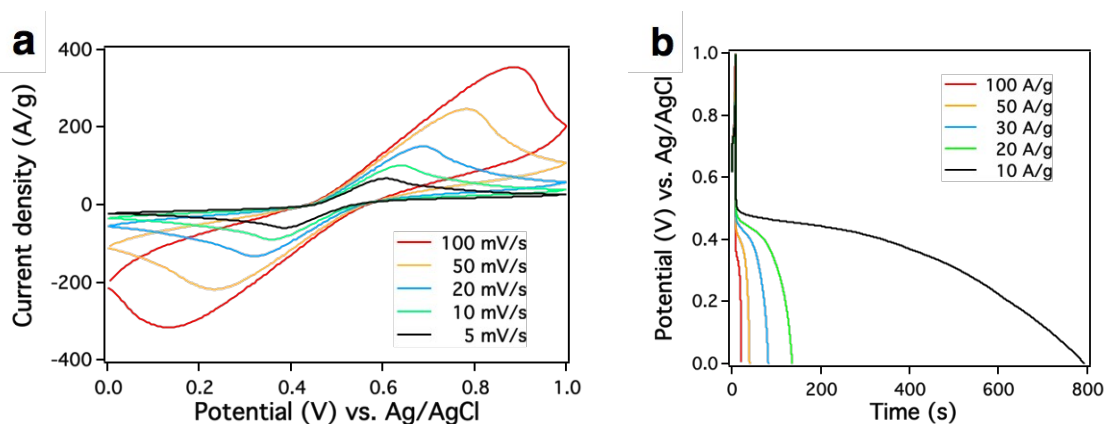 a
Current density (A/g)
400
200
0
-200
-400
100 mV/s
50 mV/s
20 mV/s
10 mV/s
5 mV/s
0.0 0.2 0.4 0.6 0.8 1.0
Potential (V) vs. Ag/AgCl
b
Potential (V) vs. Ag/AgCl
1.0
0.8
0.6
0.4
0.2
0.0
100 A/g
50 A/g
30 A/g
20 A/g
10 A/g
0 200 400 600 800
Time (s)